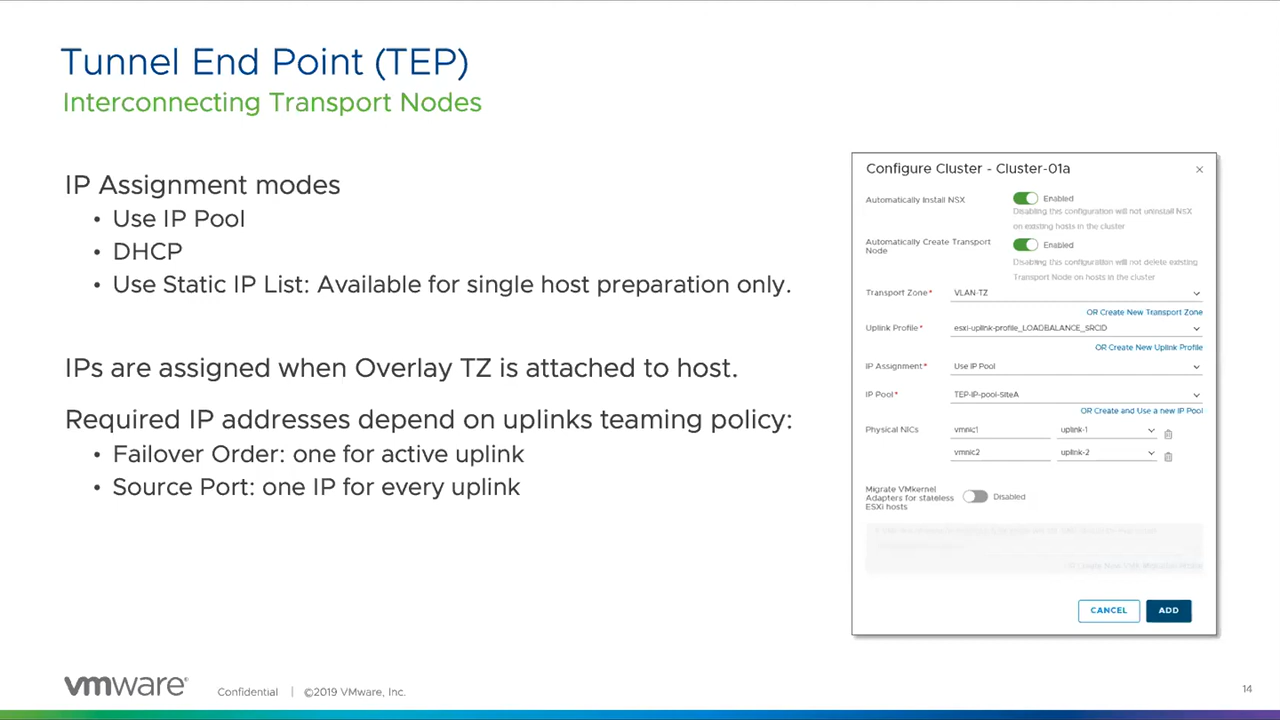 Tunnel End Point (TEP)
Interconnecting Transport Nodes
IP Assignment modes
• Use IP Pool
• DHCP
• Use Static IP List: Available for single host preparation only.
IPs are assigned when Overlay TZ is attached to host.
Required IP addresses depend on uplinks teaming policy:
• Failover Order: one for active uplink
• Source Port: one IP for every uplink
Configure Cluster - Cluster-01a ×
Automatically Install NSX Enabled
Disabling this configuration will not uninstall NSX
on existing hosts in the cluster
Automatically Create Transport
Node
Enabled
Disabling this configuration will not delete existing
Transport Node on hosts in the cluster
Transport Zone* VLAN-TZ
OR Create New Transport Zone
Uplink Profile* esxi-uplink-profile_LOADBALANCE_SRCID
OR Create New Uplink Profile
IP Assignment* Use IP Pool
IP Pool* TEP-IP-pool-SiteA
OR Create and Use a new IP Pool
Physical NICs vmnic1 uplink-1
vmnic2 uplink-2
Migrate VMkernel
Adapters for stateless
ESXi hosts
Disabled
CANCEL ADD
vmware®
Confidential | ©2019 VMware, Inc.
14